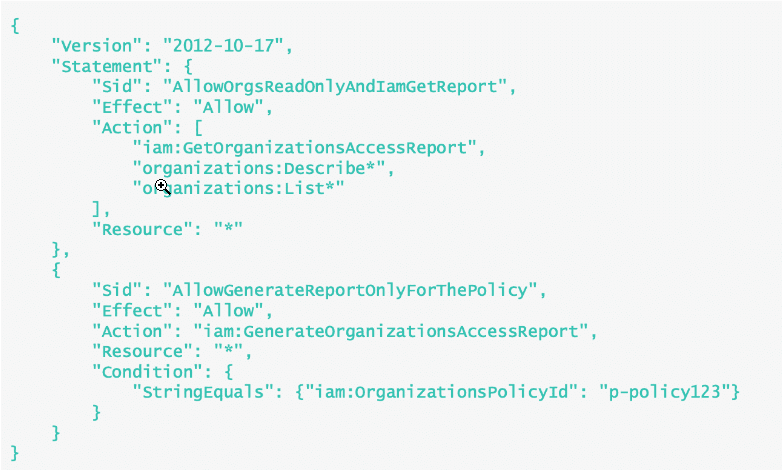 {
    "Version": "2012-10-17",
    "Statement": {
        "Sid": "AllowOrgsReadOnlyAndIamGetReport",
        "Effect": "Allow",
        "Action": [
            "iam:GetOrganizationsAccessReport",
            "organizations:Describe*",
            "organizations:List*"
        ],
        "Resource": "*"
    },
    {
        "Sid": "AllowGenerateReportOnlyForThePolicy",
        "Effect": "Allow",
        "Action": "iam:GenerateOrganizationsAccessReport",
        "Resource": "*",
        "Condition": {
            "StringEquals": {"iam:OrganizationsPolicyId": "p-policy123"}
        }
    }
}